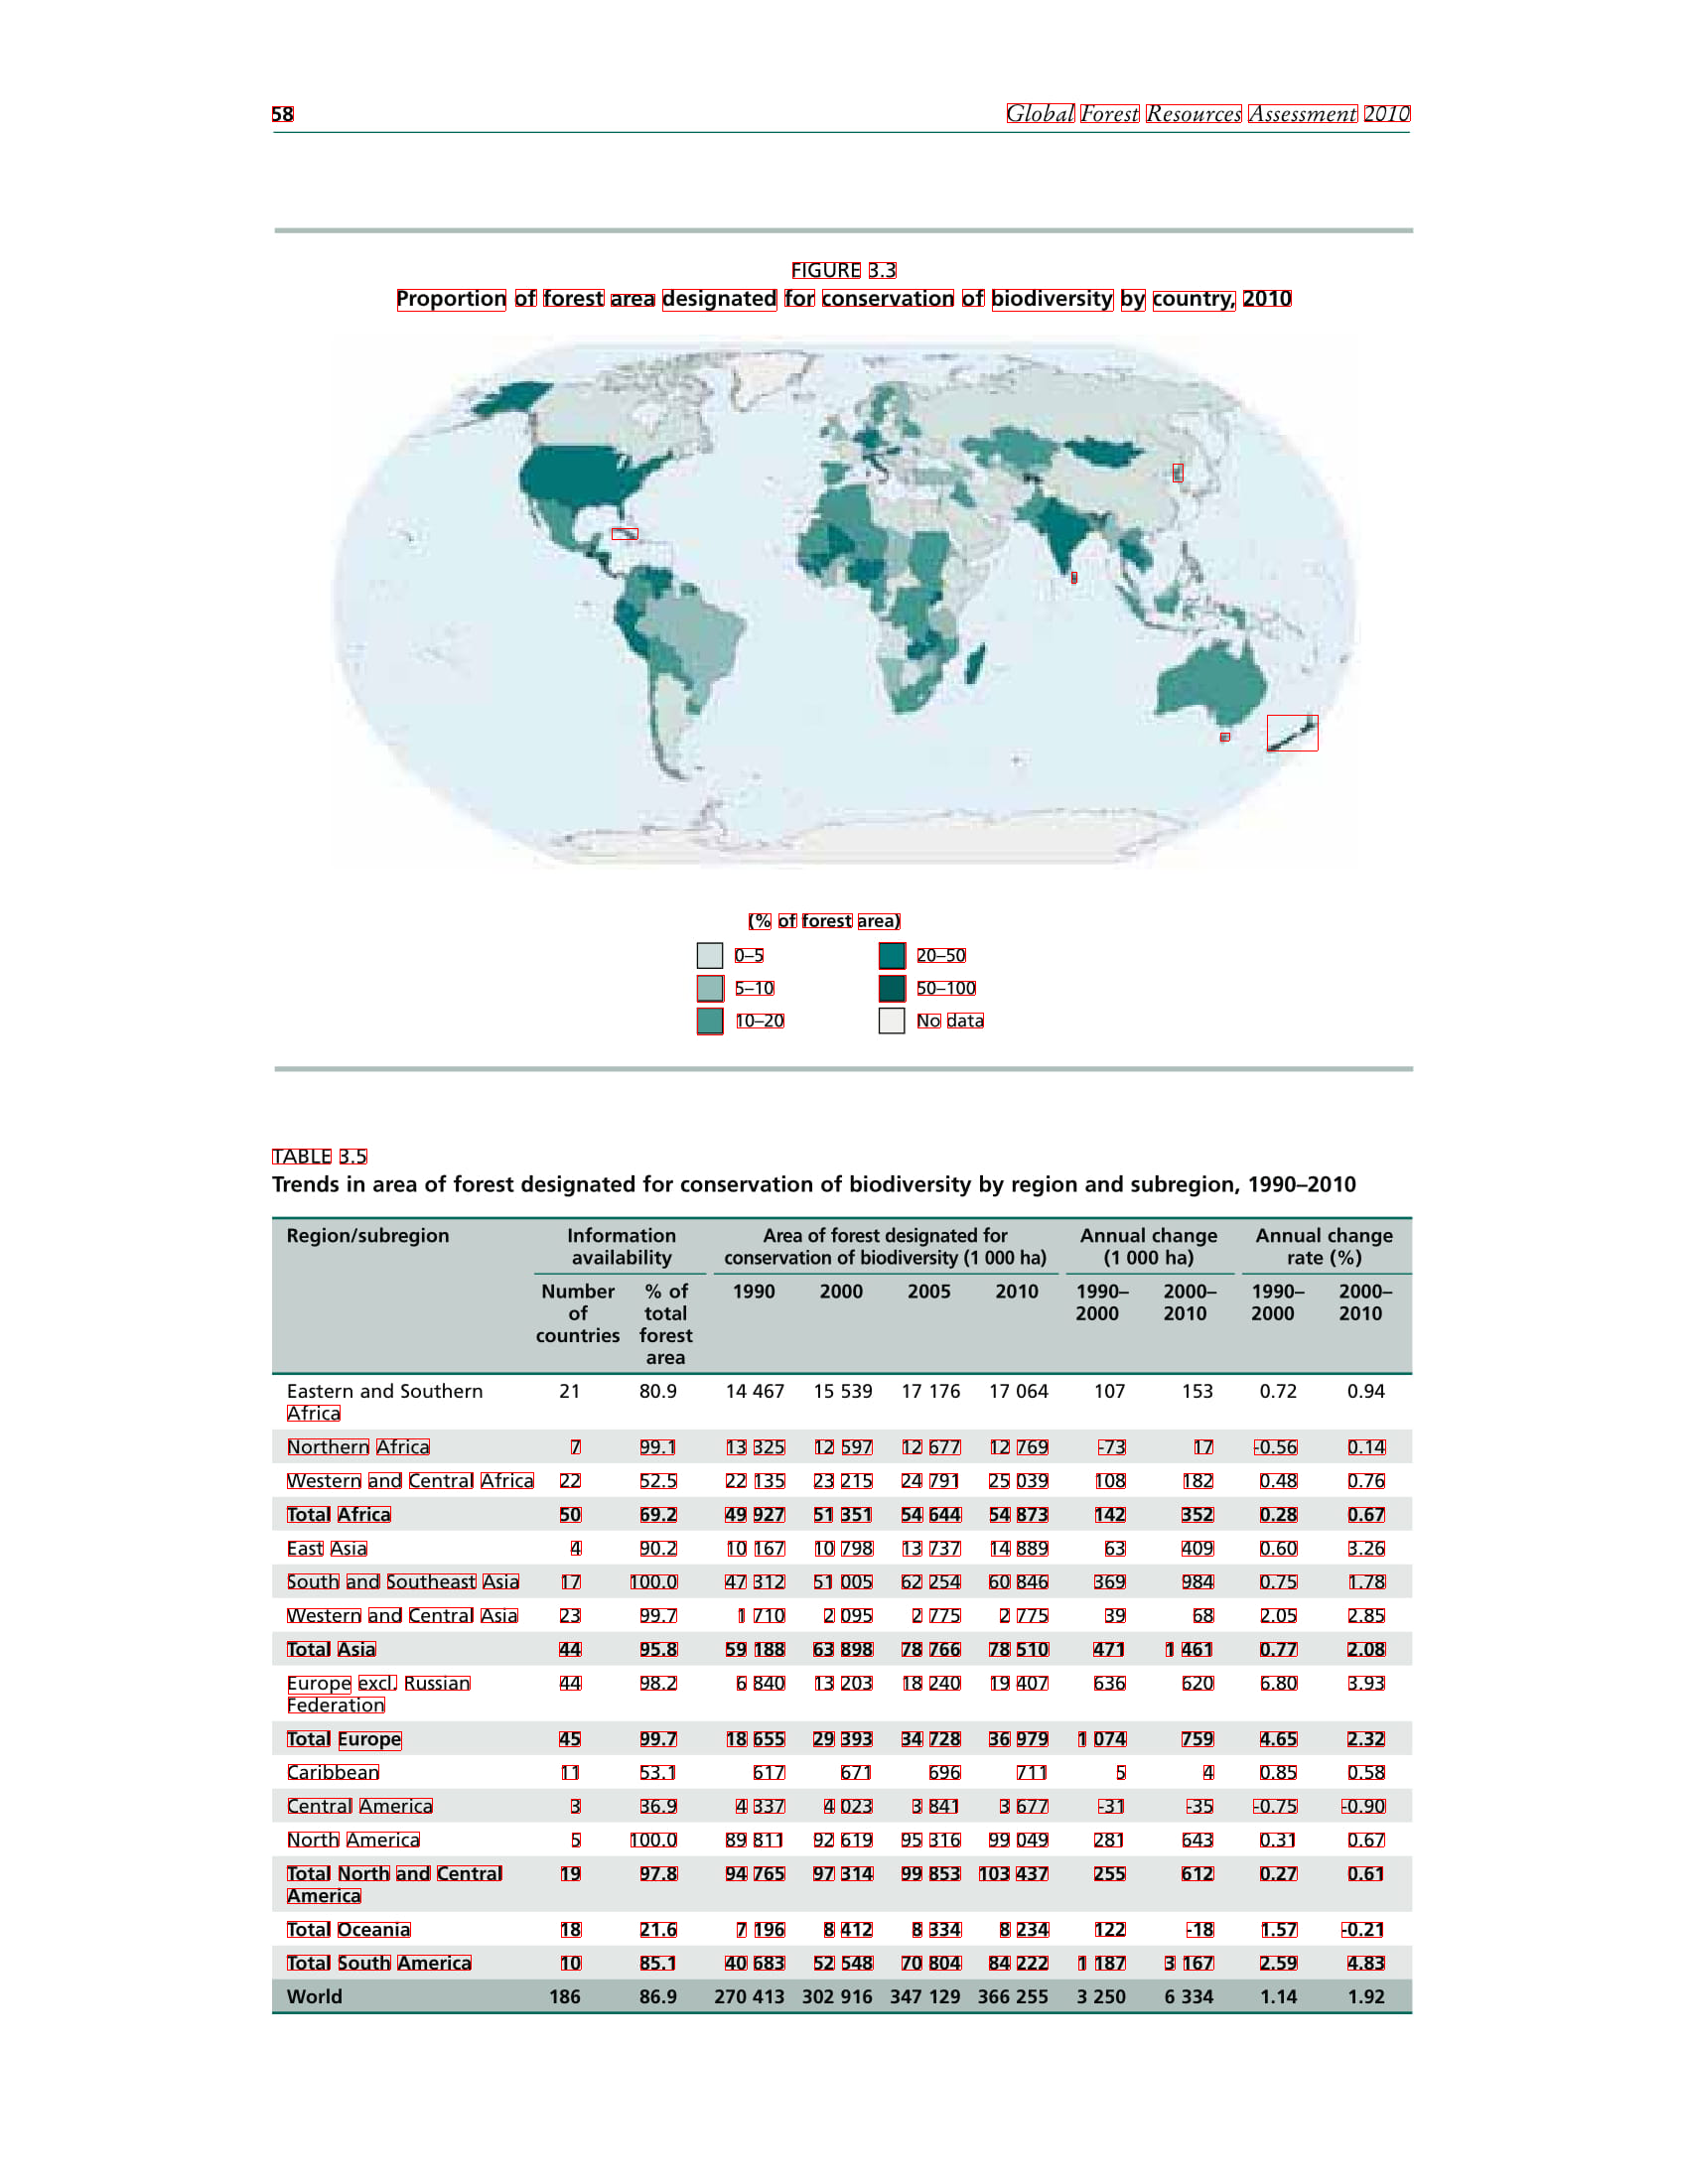 58 Global Forest Resources Assessment 2010
FIGURE 3.3
Proportion of forest area designated for conservation of biodiversity by country, 2010
(% of forest area)
0–5 20–50
5–10 50–100
10–20 No data
TABLE 3.5
Trends in area of forest designated for conservation of biodiversity by region and subregion, 1990–2010
Region/subregion Information Area of forest designated for Annual change Annual change
availability conservation of biodiversity (1 000 ha) (1 000 ha) rate (%)
Number % of 1990 2000 2005 2010 1990– 2000– 1990– 2000–
of total 2000 2010 2000 2010
countries forest
area
Eastern and Southern 21 80.9 14 467 15 539 17 176 17 064 107 153 0.72 0.94
Africa
Northern Africa 7 99.1 13 325 12 597 12 677 12 769 -73 17 -0.56 0.14
Western and Central Africa 22 52.5 22 135 23 215 24 791 25 039 108 182 0.48 0.76
Total Africa 50 69.2 49 927 51 351 54 644 54 873 142 352 0.28 0.67
East Asia 4 90.2 10 167 10 798 13 737 14 889 63 409 0.60 3.26
South and Southeast Asia 17 100.0 47 312 51 005 62 254 60 846 369 984 0.75 1.78
Western and Central Asia 23 99.7 1 710 2 095 2 775 2 775 39 68 2.05 2.85
Total Asia 44 95.8 59 188 63 898 78 766 78 510 471 1 461 0.77 2.08
Europe excl. Russian 44 98.2 6 840 13 203 18 240 19 407 636 620 6.80 3.93
Federation
Total Europe 45 99.7 18 655 29 393 34 728 36 979 1 074 759 4.65 2.32
Caribbean 11 53.1 617 671 696 711 5 4 0.85 0.58
Central America 3 36.9 4 337 4 023 3 841 3 677 -31 -35 -0.75 -0.90
North America 5 100.0 89 811 92 619 95 316 99 049 281 643 0.31 0.67
Total North and Central 19 97.8 94 765 97 314 99 853 103 437 255 612 0.27 0.61
America
Total Oceania 18 21.6 7 196 8 412 8 334 8 234 122 -18 1.57 -0.21
Total South America 10 85.1 40 683 52 548 70 804 84 222 1 187 3 167 2.59 4.83
World 186 86.9 270 413 302 916 347 129 366 255 3 250 6 334 1.14 1.92